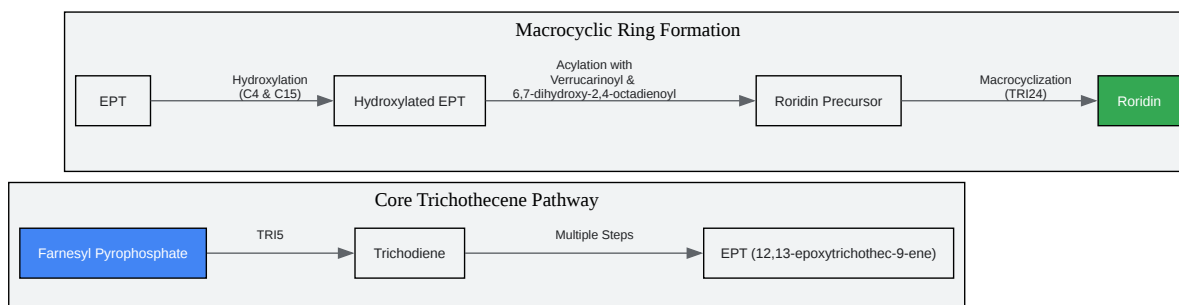 Macrocyclic Ring Formation
EPT
Hydroxylation
(C4 & C15)
Hydroxylated EPT
Acylation with
Verrucarinoyl &
6,7-dihydroxy-2,4-octadienoyl
Roridin Precursor
Macrocyclization
(TRI24)
Roridin
Core Trichothecene Pathway
Farnesyl Pyrophosphate
TRI5
Trichodiene
Multiple Steps
EPT (12,13-epoxytrichothec-9-ene)